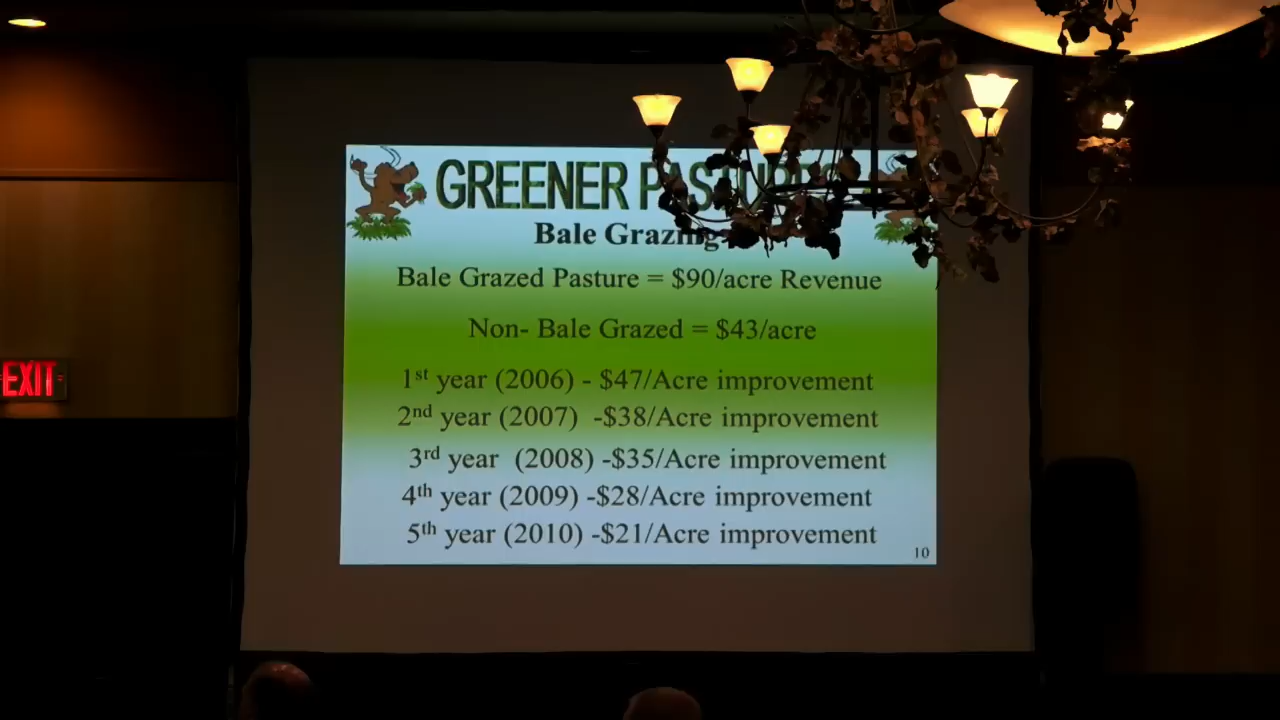 GREENER
Bale Grazing
Bale Grazed Pasture = $90/acre Revenue
Non- Bale Grazed = $43/acre
1st year (2006) - $47/Acre improvement
2nd year (2007) -$38/Acre improvement
3rd year (2008) -$35/Acre improvement
4th year (2009) -$28/Acre improvement
5th year (2010) -$21/Acre improvement
10
EXIT